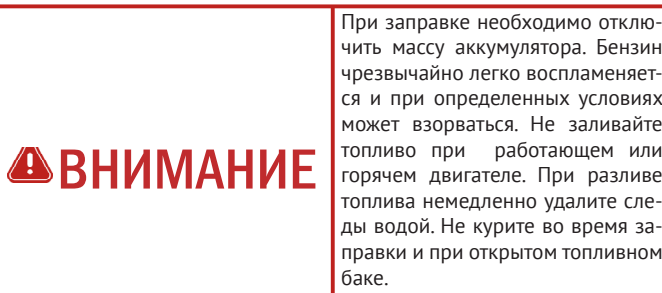 ВНИМАНИЕ
При заправке необходимо отклю-
чить массу аккумулятора. Бензин
чрезвычайно легко воспламеняет-
ся и при определенных условиях
может взорваться. Не заливайте
топливо при работающем или
горячем двигателе. При разливе
топлива немедленно удалите сле-
ды водой. Не курите во время за-
правки и при открытом топливном
баке.